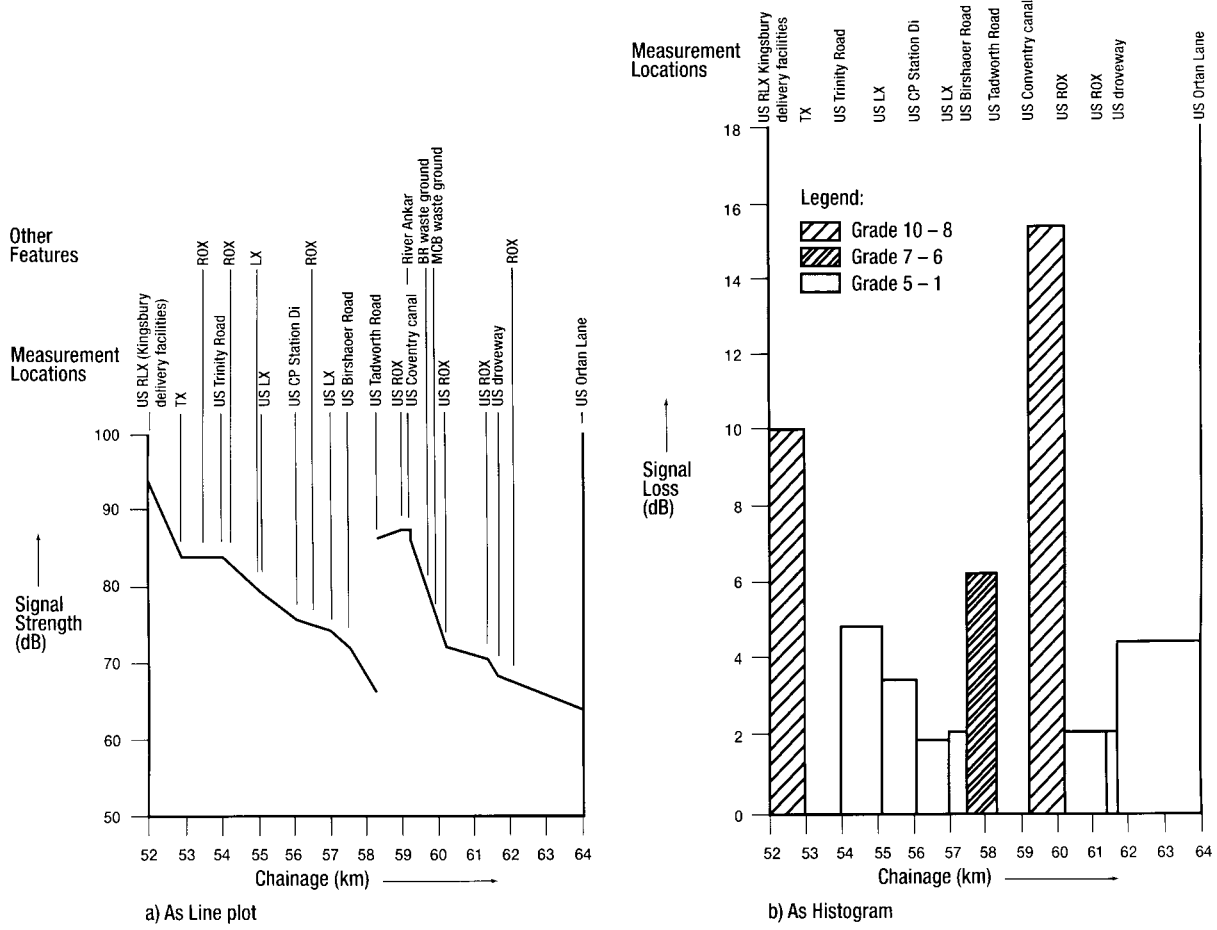 Other
Features
ROX
ROX
LX
ROX
River Ankar
BR waste ground
MCB waste ground
ROX
Measurement
Locations
US RLX (Kingsbury
delivery facilities)
TX
US Trinity Road
US LX
US CP Station Di
US LX
US Birshaoer Road
US Tadworth Road
US ROX
US Coventry canal
US ROX
US ROX
US droveway
US Ortan Lane
100
90
80
70
60
50
Signal
Strength
(dB)
52 53 54 55 56 57 58 59 60 61 62 63 64
Chainage (km)
a) As Line plot
Measurement
Locations
US RLX Kingsbury
delivery facilities
TX
US Trinity Road
US LX
US CP Station Di
US LX
US Birshaoer Road
US Tadworth Road
US Conventry canal
US ROX
US ROX
US droveway
US Ortan Lane
18
16
14
12
10
8
6
4
2
0
Legend:
Grade 10 – 8
Grade 7 – 6
Grade 5 – 1
Signal
Loss
(dB)
52 53 54 55 56 57 58 59 60 61 62 63 64
Chainage (km)
b) As Histogram